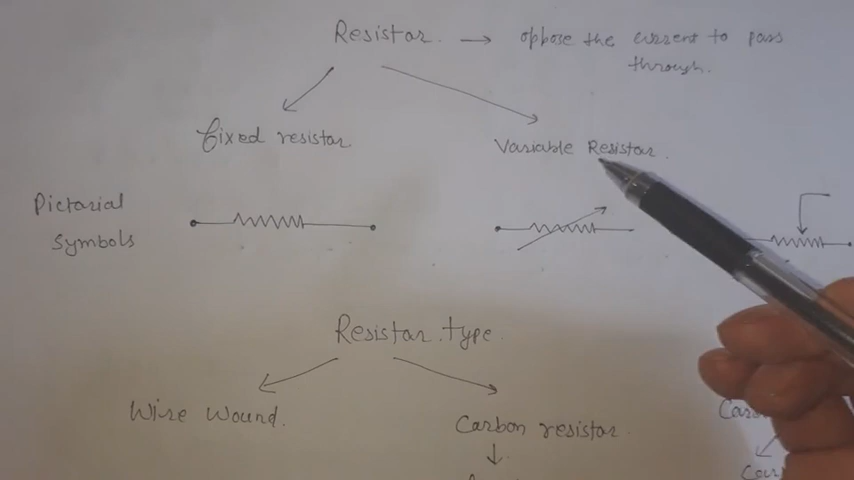 Resistor → oppose the current to pass
through.
Fixed resistor.
Variable Resistor.
Pictorial
Symbols
Resistor type
Wire Wound.
Carbon resistor.